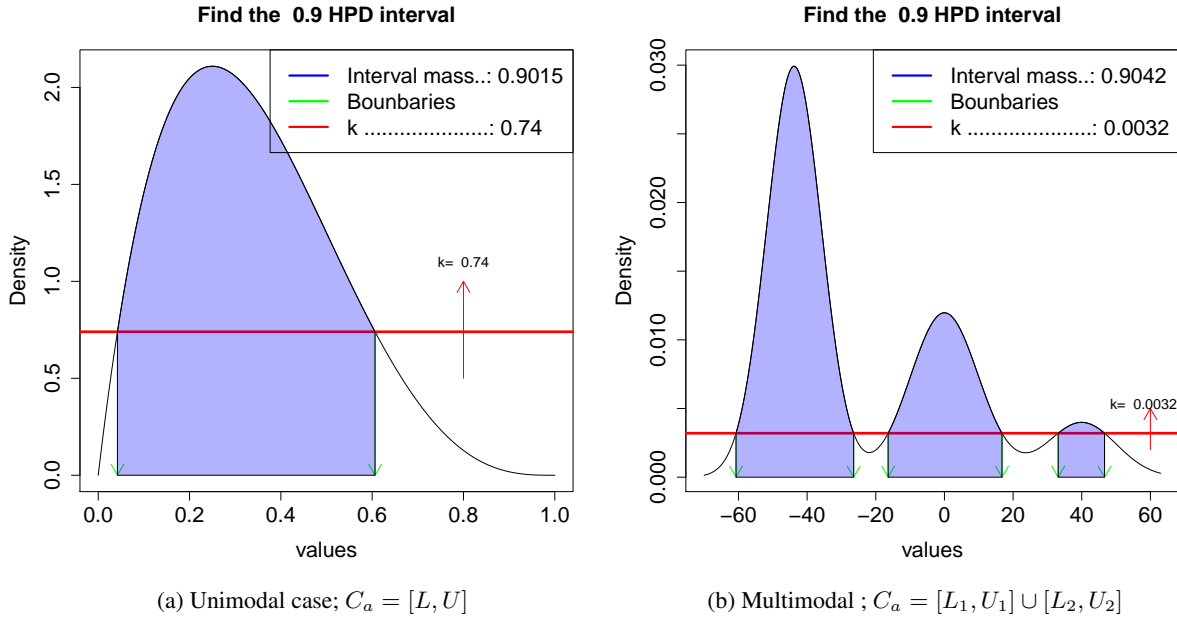 Find the 0.9 HPD interval
Interval mass..: 0.9015
Bounbaries
k ......................: 0.74
k= 0.74
Density
0.0
0.5
1.0
1.5
2.0
0.0
0.2
0.4
0.6
0.8
1.0
values
(a) Unimodal case; C_a = [L, U]
Find the 0.9 HPD interval
Interval mass..: 0.9042
Bounbaries
k ......................: 0.0032
k= 0.0032
Density
0.000
0.010
0.020
0.030
−60
−40
−20
0
20
40
60
values
(b) Multimodal ; C_a = [L_1, U_1] ∪ [L_2, U_2]